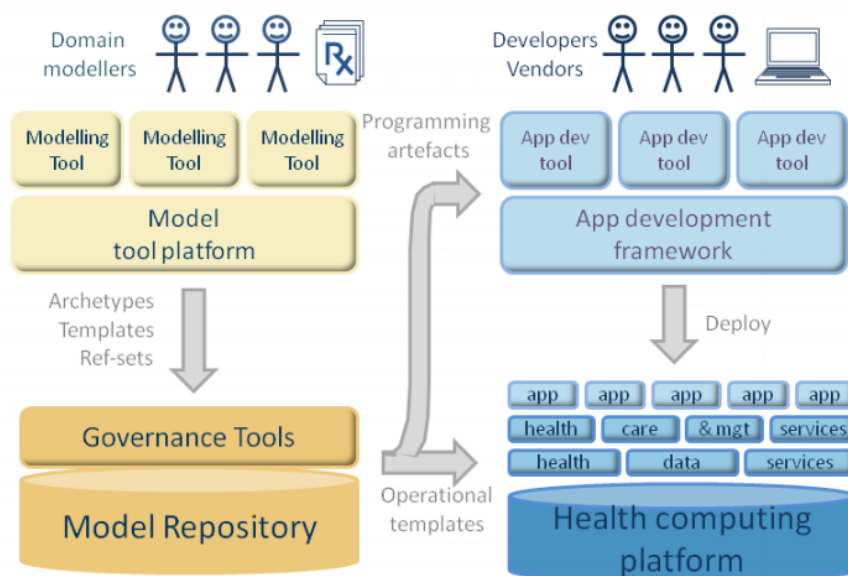 Domain
modellers
Rx
Developers
Vendors
Modelling
Tool
Modelling
Tool
Modelling
Tool
Programming
artefacts
App dev
tool
App dev
tool
App dev
tool
Model
tool platform
App development
framework
Archetypes
Templates
Ref-sets
Deploy
app
app
app
app
app
Governance Tools
health
care
& mgt
services
health
data
services
Model Repository
Operational
templates
Health computing
platform